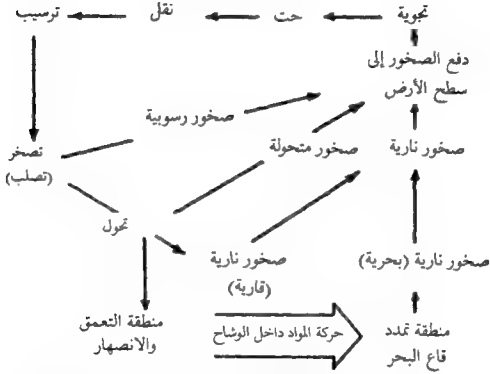 تجوية
حت
نقل
ترسيب
دفع الصخور إلى
سطح الأرض
صخور رسوبية
تصخر
(تصلب)
صخور متحولة
صخور نارية
تحول
صخور نارية
(قارية)
صخور نارية (بحرية)
منطقة التعمق
والانصهار
حركة المواد داخل الوشاح
منطقة تمدد
قاع البحر